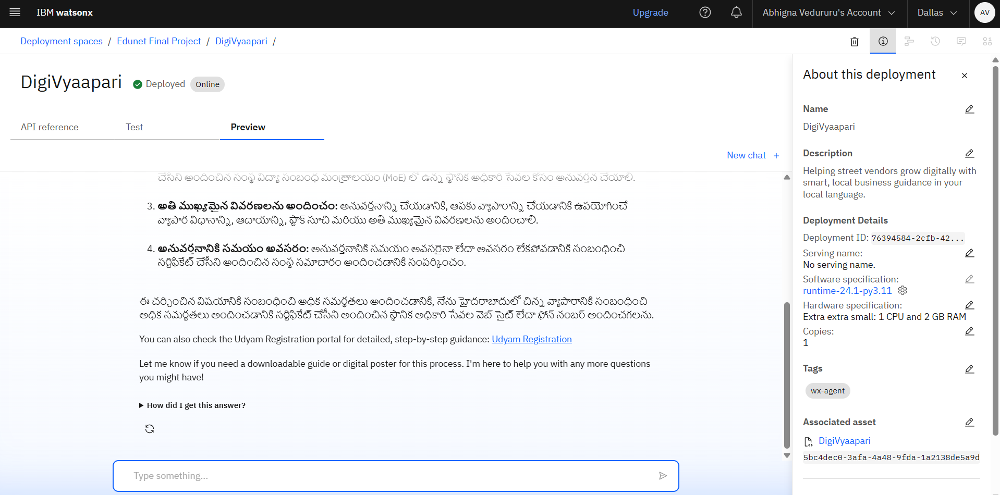 IBM watsonx
Upgrade
Abhigna Vedururu's Account
Dallas
AV
Deployment spaces / Edunet Final Project / DigiVyaapari /
DigiVyaapari
Deployed
Online
API reference
Test
Preview
New chat +
చేసిని అందించిన సంస్థ విద్యా సంబంధ మంత్రాలయం (MoE) లో ఉన్న స్థానిక అధికారి సేవల కోసం అనువర్తన చేయాలి.
3. అతి ముఖ్యమైన వివరణలను అందించం: అనువర్తనాన్ని చేయడానికి, ఆపకు వ్యాపారాన్ని చేయడానికి ఉపయోగించే
వ్యాపార విధానాన్ని, ఆదాయాన్ని, స్టాక్ సూచి మరియు అతి ముఖ్యమైన వివరణలను అందించాలి.
4. అనువర్తనానికి సమయం అవసరం: అనువర్తనానికి సమయం అవసరైనా లేదా అవసరం లేకపోవడానికి సంబంధించి
సర్టిఫికేట్ చేసీని అందించిన సంస్థ సమాచారం అందించడానికి సంపర్కించం.
ఈ చర్చించిన విషయానికి సంబంధించి అధిక సమర్థతలు అందించడానికి, నేను హైదరాబాదులో చిన్న వ్యాపారానికి సంబంధించి
అధిక సమర్థతలు అందించడానికి సర్టిఫికేట్ చేసీని అందించిన స్థానిక అధికారి సేవల వెబ్ సైట్ లేదా ఫోన్ నంబర్ అందించగలను.
You can also check the Udyam Registration portal for detailed, step-by-step guidance: Udyam Registration
Let me know if you need a downloadable guide or digital poster for this process. I'm here to help you with any more questions
you might have!
How did I get this answer?
Type something...
About this deployment
Name
DigiVyaapari
Description
Helping street vendors grow digitally with
smart, local business guidance in your
local language.
Deployment Details
Deployment ID: 76394584-2cfb-42...
Serving name:
No serving name.
Software specification:
runtime-24.1-py3.11
Hardware specification:
Extra extra small: 1 CPU and 2 GB RAM
Copies:
1
Tags
wx-agent
Associated asset
DigiVyaapari
5bc4dec0-3afa-4a48-9fda-1a2138de5a9d